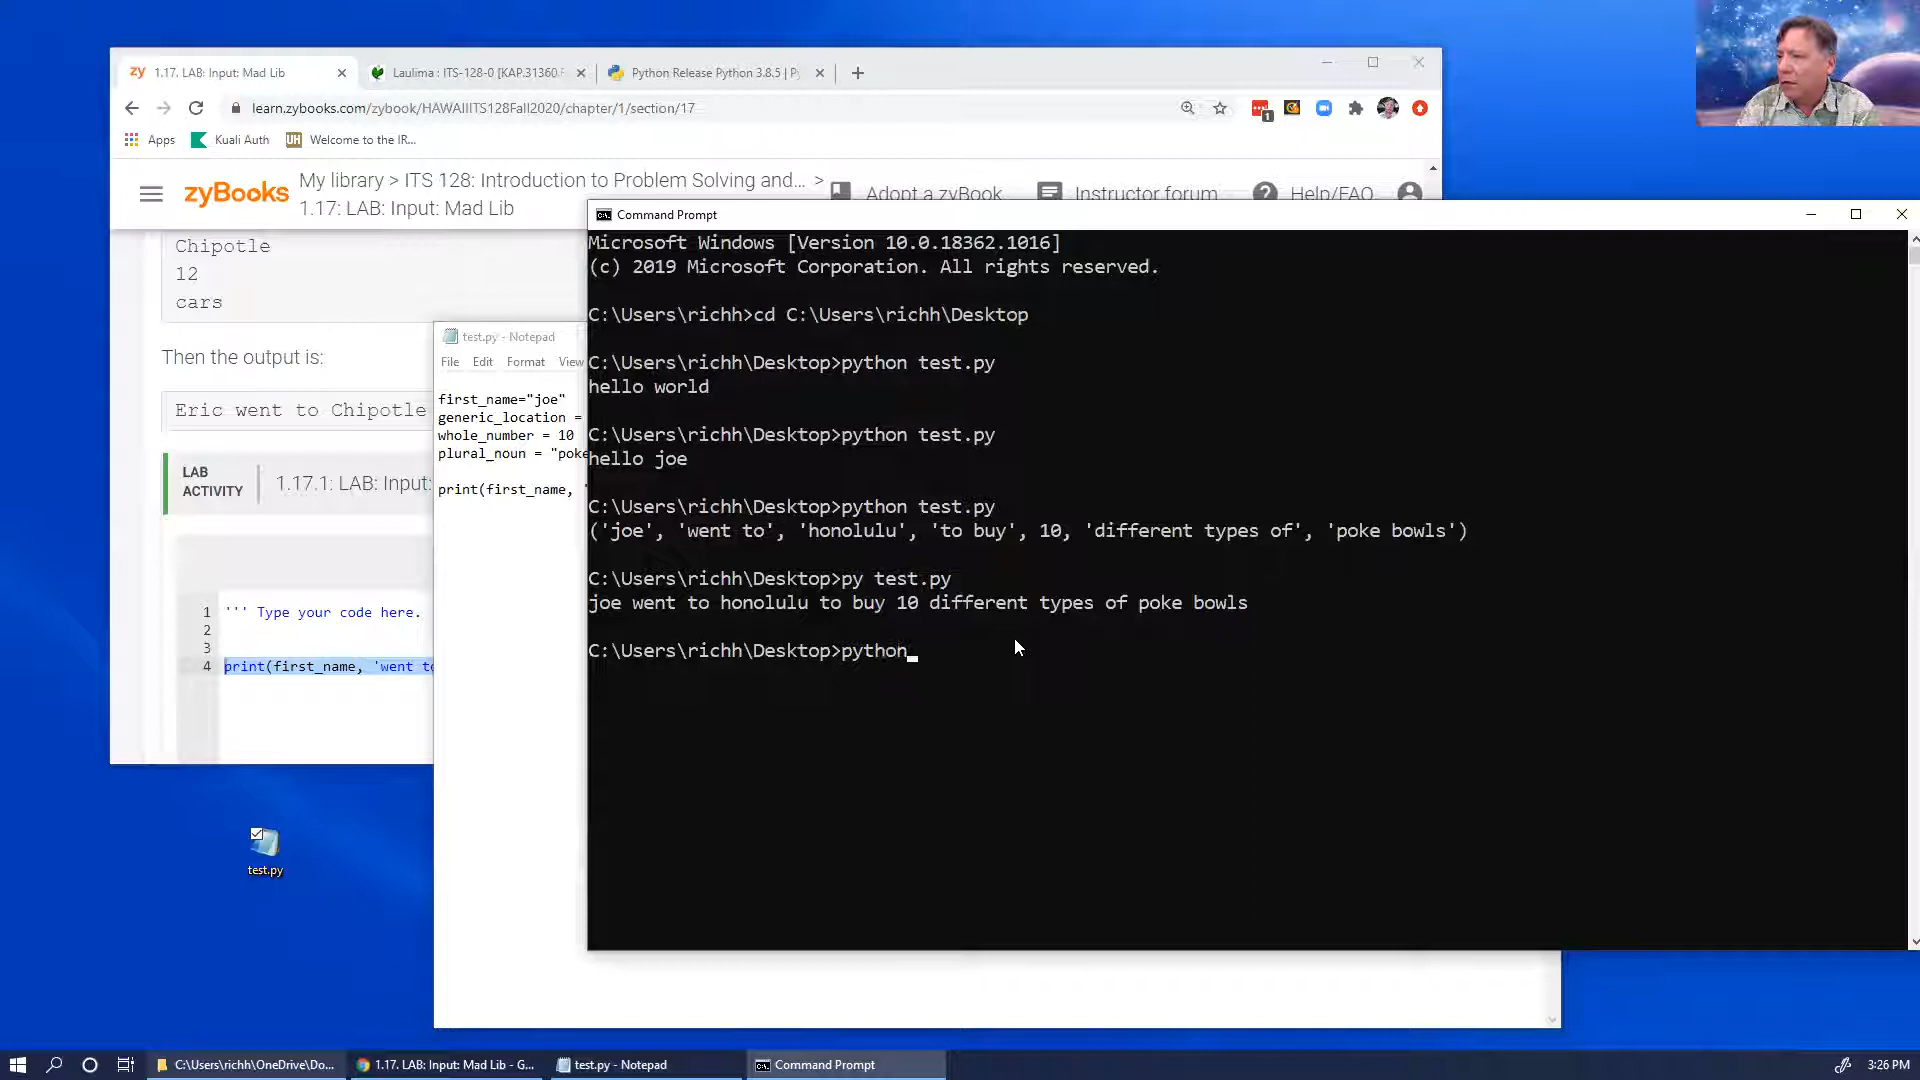 1.17. LAB: Input: Mad Lib
Laulima : ITS-128-0 [KAP.31360.F
Python Release Python 3.8.5 | Py
learn.zybooks.com/zybook/HAWAIIITS128Fall2020/chapter/1/section/17
1
Apps
Kuali Auth
UH
Welcome to the IR...
zyBooks
My library > ITS 128: Introduction to Problem Solving and... >
1.17: LAB: Input: Mad Lib
Adopt a zyBook
Instructor forum
Help/FAQ
Chipotle
12
cars
Then the output is:
Eric went to Chipotle
LAB
ACTIVITY
1.17.1: LAB: Input:
1 ''' Type your code here.
2
3
4 print(first_name, 'went to
test.py - Notepad
File Edit Format View
first_name="joe"
generic_location =
whole_number = 10
plural_noun = "poke
print(first_name, '
Command Prompt
Microsoft Windows [Version 10.0.18362.1016]
(c) 2019 Microsoft Corporation. All rights reserved.
C:\Users\richh>cd C:\Users\richh\Desktop
C:\Users\richh\Desktop>python test.py
hello world
C:\Users\richh\Desktop>python test.py
hello joe
C:\Users\richh\Desktop>python test.py
('joe', 'went to', 'honolulu', 'to buy', 10, 'different types of', 'poke bowls')
C:\Users\richh\Desktop>py test.py
joe went to honolulu to buy 10 different types of poke bowls
C:\Users\richh\Desktop>python
test.py
C:\Users\richh\OneDrive\Do...
1.17. LAB: Input: Mad Lib - G...
test.py - Notepad
Command Prompt
3:26 PM